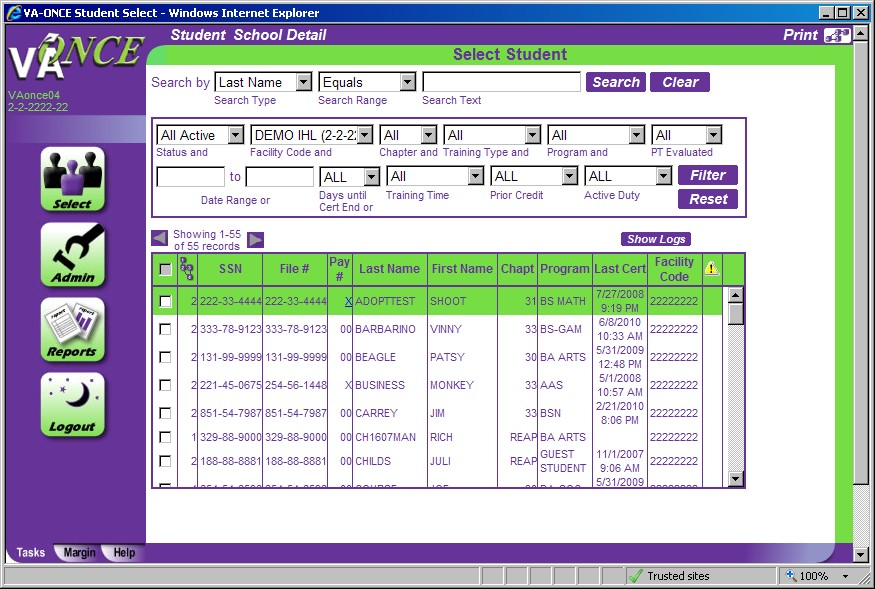 VA-ONCE Student Select - Windows Internet Explorer
VA ONCE
Student School Detail Print
Select Student
VAonce04
2-2-2222-22
Search by Last Name Equals Search Clear
Search Type Search Range Search Text
All Active DEMO IHL (2-2-22 All All All All
Status and Facility Code and Chapter and Training Type and Program and PT Evaluated
to ALL All ALL ALL Filter
Date Range or Days until Cert End or Training Time Prior Credit Active Duty Reset
Showing 1-55
of 55 records Show Logs
SSN File # Pay # Last Name First Name Chapt Program Last Cert Facility Code
2 222-33-4444 222-33-4444 X ADOPTTEST SHOOT 31 BS MATH 7/27/2008 9:19 PM 22222222
2 333-78-9123 333-78-9123 00 BARBARINO VINNY 33 BS-GAM 6/8/2010 10:33 AM 22222222
2 131-99-9999 131-99-9999 00 BEAGLE PATSY 30 BA ARTS 5/31/2009 12:48 PM 22222222
2 221-45-0675 254-56-1448 X BUSINESS MONKEY 33 AAS 5/1/2008 10:57 AM 22222222
2 851-54-7987 851-54-7987 00 CARREY JIM 33 BSN 2/21/2010 8:06 PM 22222222
1 329-88-9000 329-88-9000 00 CH1607MAN RICH REAP BA ARTS 22222222
2 188-88-8881 188-88-8881 00 CHILDS JULI REAP GUEST STUDENT 11/1/2007 9:06 AM 22222222
5/31/2009
Select
Admin
report
report
Reports
Logout
Tasks Margin Help
Trusted sites 100%